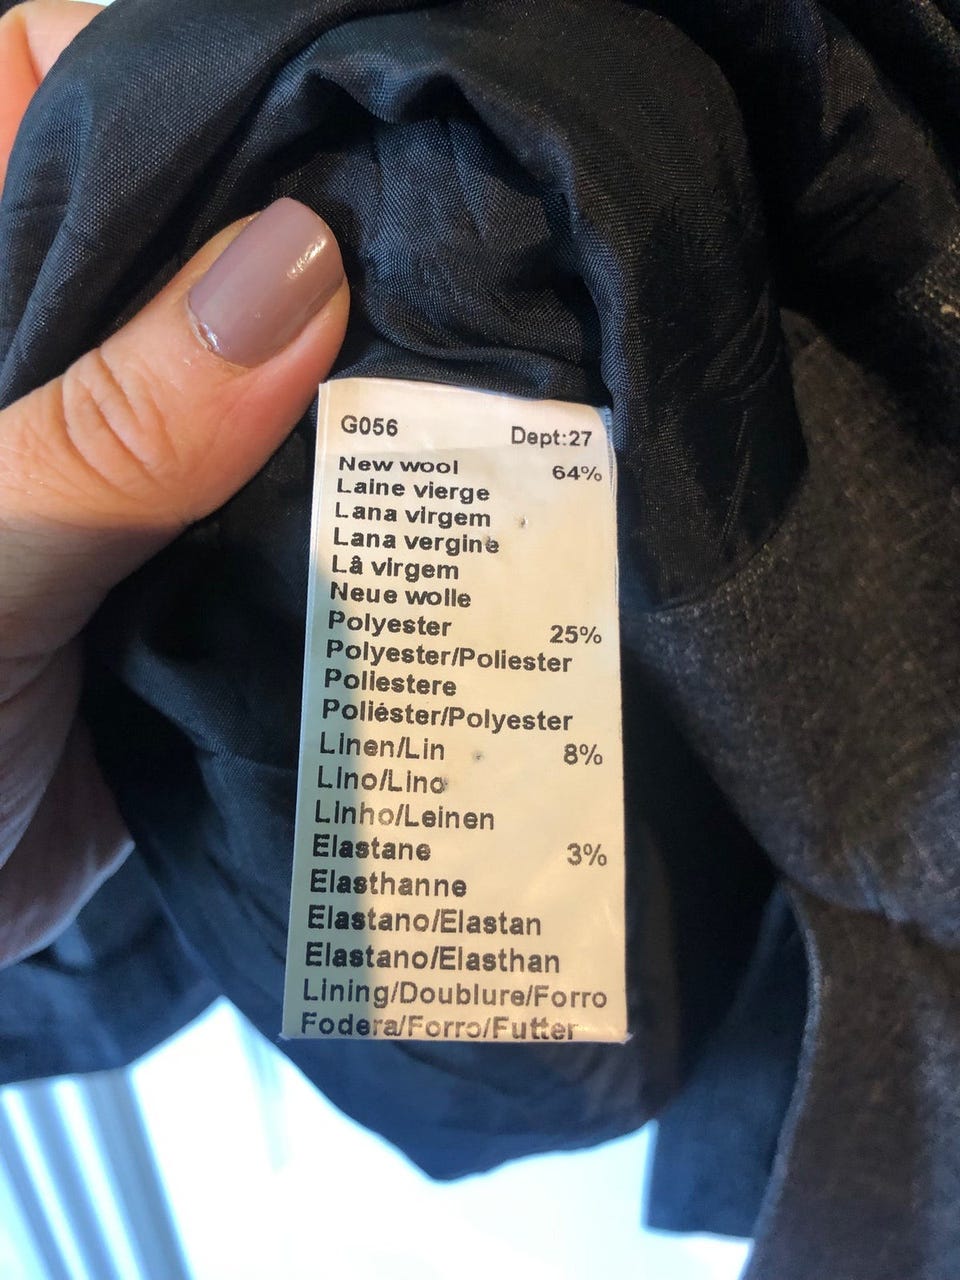 G056 Dept:27
New wool 64%
Laine vierge
Lana virgem
Lana vergine
Lâ virgem
Neue wolle
Polyester 25%
Polyester/Poliester
Poliestere
Poliéster/Polyester
Linen/Lin 8%
Lino/Lino
Linho/Leinen
Elastane 3%
Elasthanne
Elastano/Elastan
Elastano/Elasthan
Lining/Doublure/Forro
Fodera/Forro/Futter